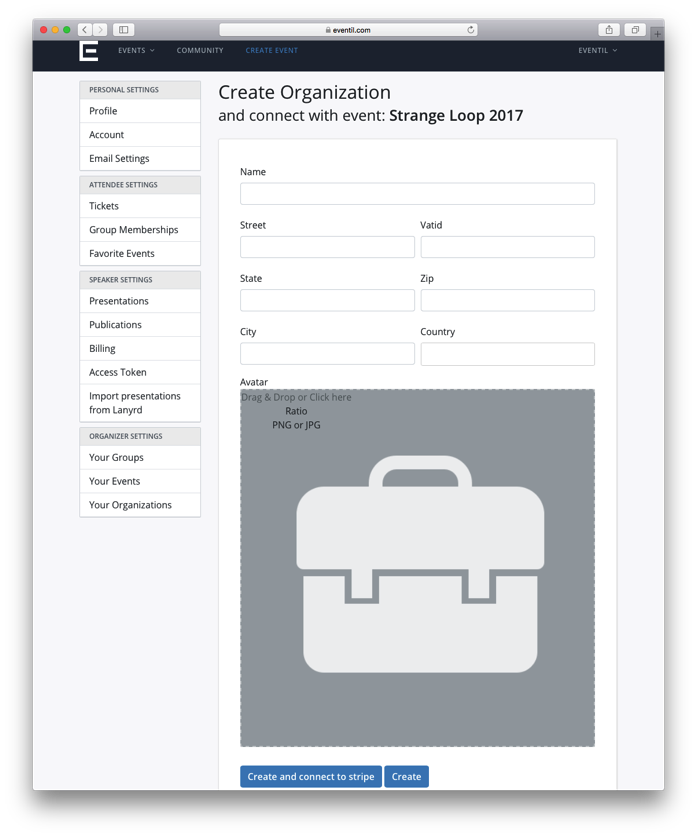 eventil.com
EVENTS
COMMUNITY
CREATE EVENT
EVENTIL
PERSONAL SETTINGS
Profile
Account
Email Settings
ATTENDEE SETTINGS
Tickets
Group Memberships
Favorite Events
SPEAKER SETTINGS
Presentations
Publications
Billing
Access Token
Import presentations
from Lanyrd
ORGANIZER SETTINGS
Your Groups
Your Events
Your Organizations
Create Organization
and connect with event: Strange Loop 2017
Name
Street Vatid
State Zip
City Country
Avatar
Drag & Drop or Click here
Ratio
PNG or JPG
Create and connect to stripe Create